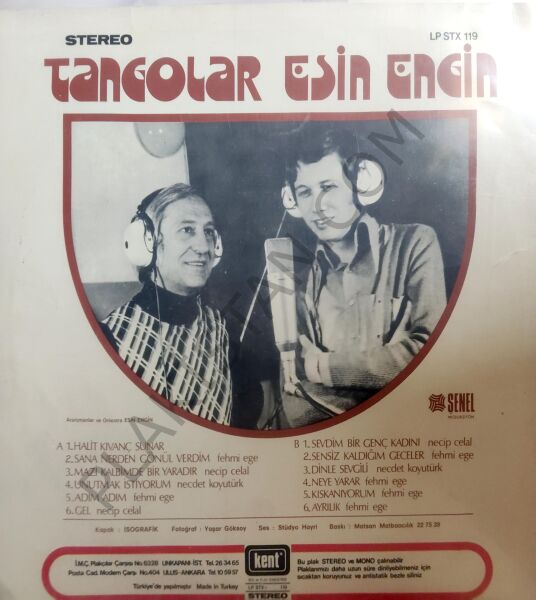 STEREO
LP STX 119
TANGOLAR ESİN ENGİN
ŞENEL
Aranjmanlar ve Orkestra ESİN ENGİN
A 1.HALİT KIVANÇ SUNAR
2.SANA NERDEN GÖNÜL VERDİM fehmi ege
3.MAZİ KALBİMDE BİR YARADIR necip celal
4.UNUTMAK İSTİYORUM necdet koyutürk
5.ADIM ADIM fehmi ege
6.GEL necip celal
B 1.SEVDİM BİR GENÇ KADINI necip celal
2.SENSİZ KALDIĞIM GECELER fehmi ege
3.DİNLE SEVGİLİ necdet koyutürk
4.NEYE YARAR fehmi ege
5.KISKANIYORUM fehmi ege
6.AYRILIK fehmi ege
Kapak : İSOGRAFİK Fotoğraf : Yaşar Göksoy Ses : Stüdyo Hayri Baskı : Matsan Matbaacılık 22 75 28
İ.M.Ç. Plakçılar Çarşısı No.6338 UNKAPANI-İST. Tel. 26 34 65
Posta Cad. Modern Çarşı No.404 ULUS-ANKARA Tel. 10 59 57
Türkiye'de yapılmıştır Made in Turkey
kent
LP STX - 119
STEREO
Bu plak STEREO ve MONO çalınabilir
Plaklarınızı daha uzun süre dinliyebilmeniz için
sıcaktan koruyunuz ve antistatik bezle siliniz
PLAKSTAN.COM